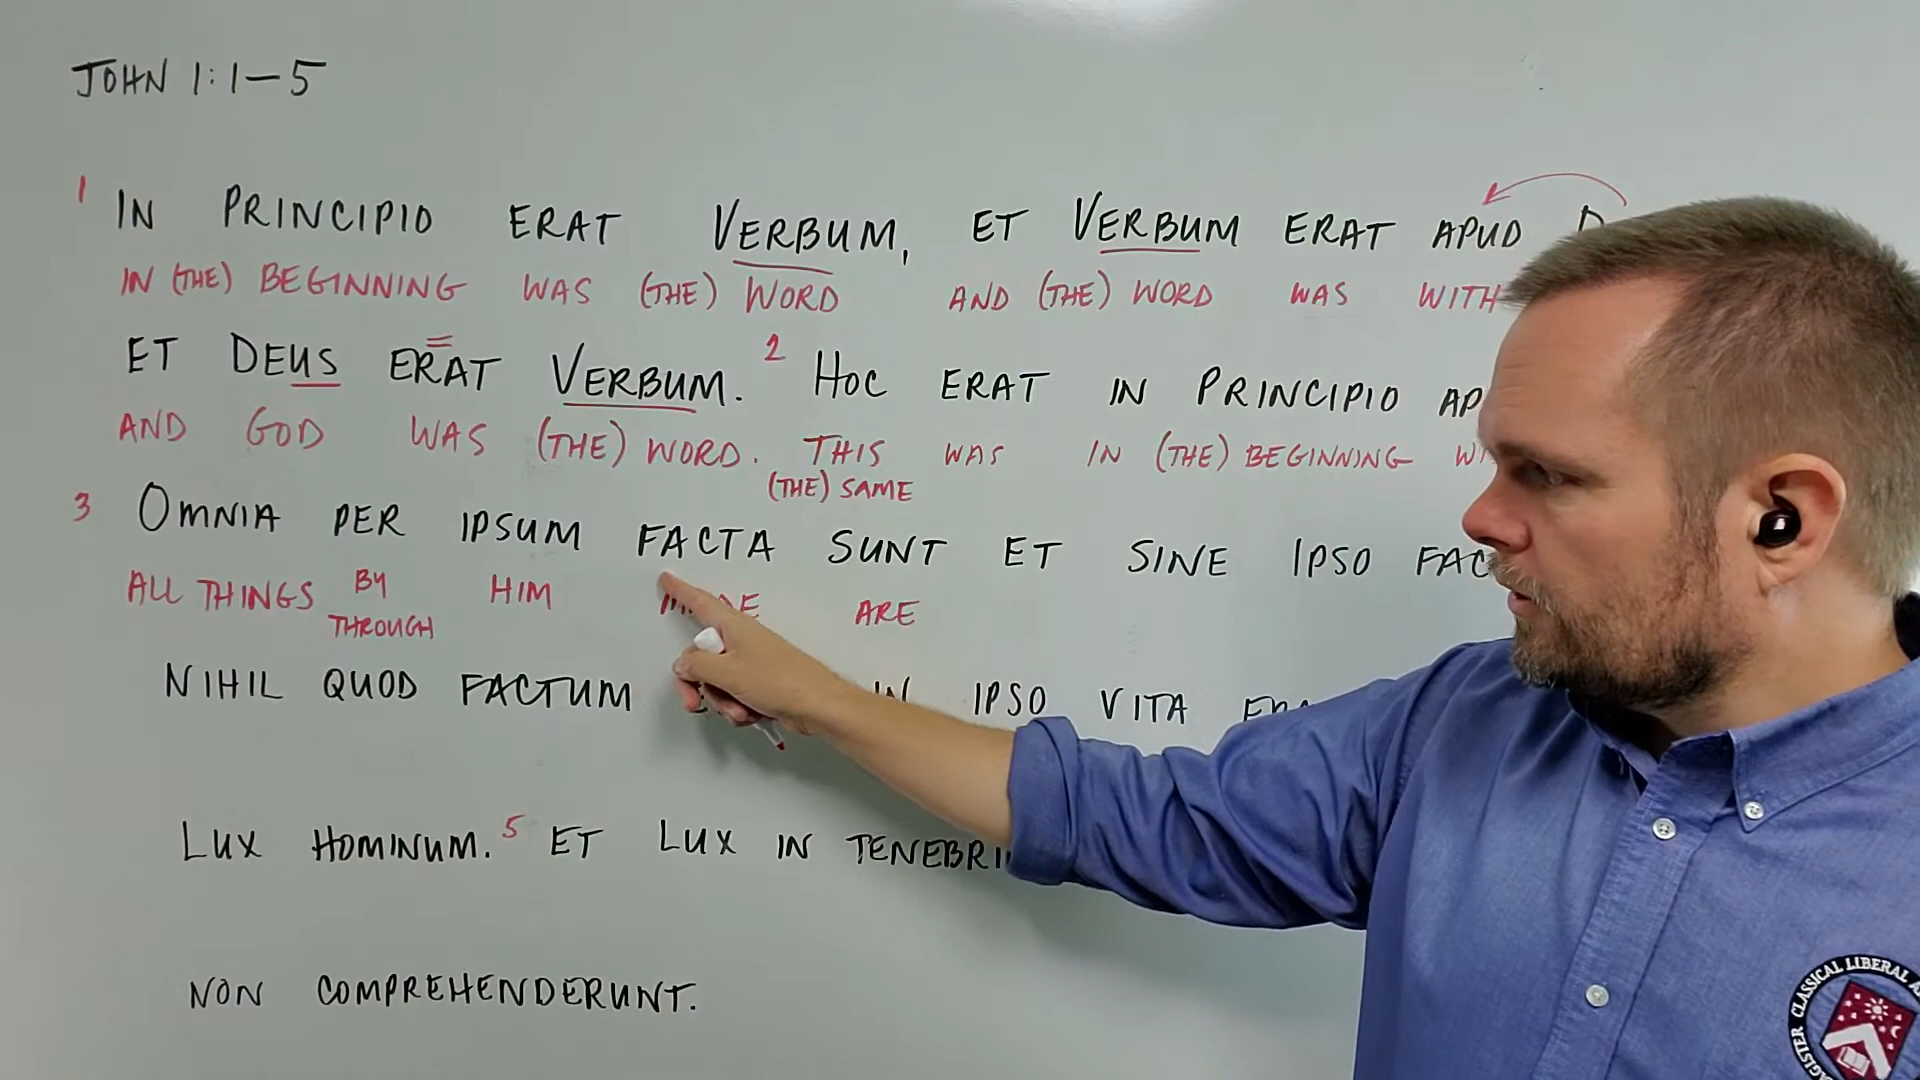 JOHN 1:1—5
1 IN PRINCIPIO ERAT VERBUM, ET VERBUM ERAT APUD D
IN (THE) BEGINNING WAS (THE) WORD AND (THE) WORD WAS WITH
ET DEUS ERAT VERBUM. 2 HOC ERAT IN PRINCIPIO AP
AND GOD WAS (THE) WORD. THIS WAS IN (THE) BEGINNING
(THE) SAME
3 OMNIA PER IPSUM FACTA SUNT ET SINE IPSO FAC
ALL THINGS BY HIM ARE
THROUGH
NIHIL QUOD FACTUM IN IPSO VITA
LUX HOMINUM. 5 ET LUX IN TENEBRI
NON COMPREHENDERUNT.
MAGISTER CLASSICAL LIBERAL A